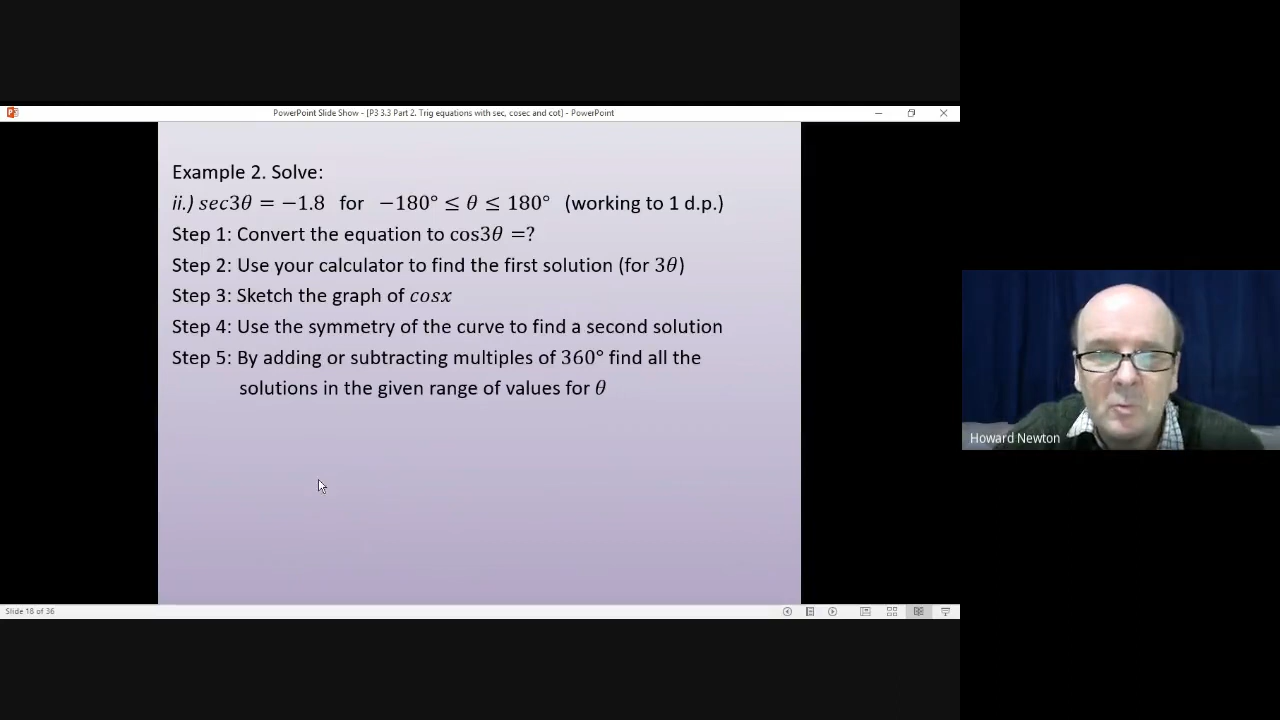 PowerPoint Slide Show - [P3 3.3 Part 2. Trig equations with sec, cosec and cot] - PowerPoint
Example 2. Solve:
ii.) sec3θ = −1.8 for −180° ≤ θ ≤ 180° (working to 1 d.p.)
Step 1: Convert the equation to cos3θ =?
Step 2: Use your calculator to find the first solution (for 3θ)
Step 3: Sketch the graph of cosx
Step 4: Use the symmetry of the curve to find a second solution
Step 5: By adding or subtracting multiples of 360° find all the
solutions in the given range of values for θ
Howard Newton
Slide 18 of 36